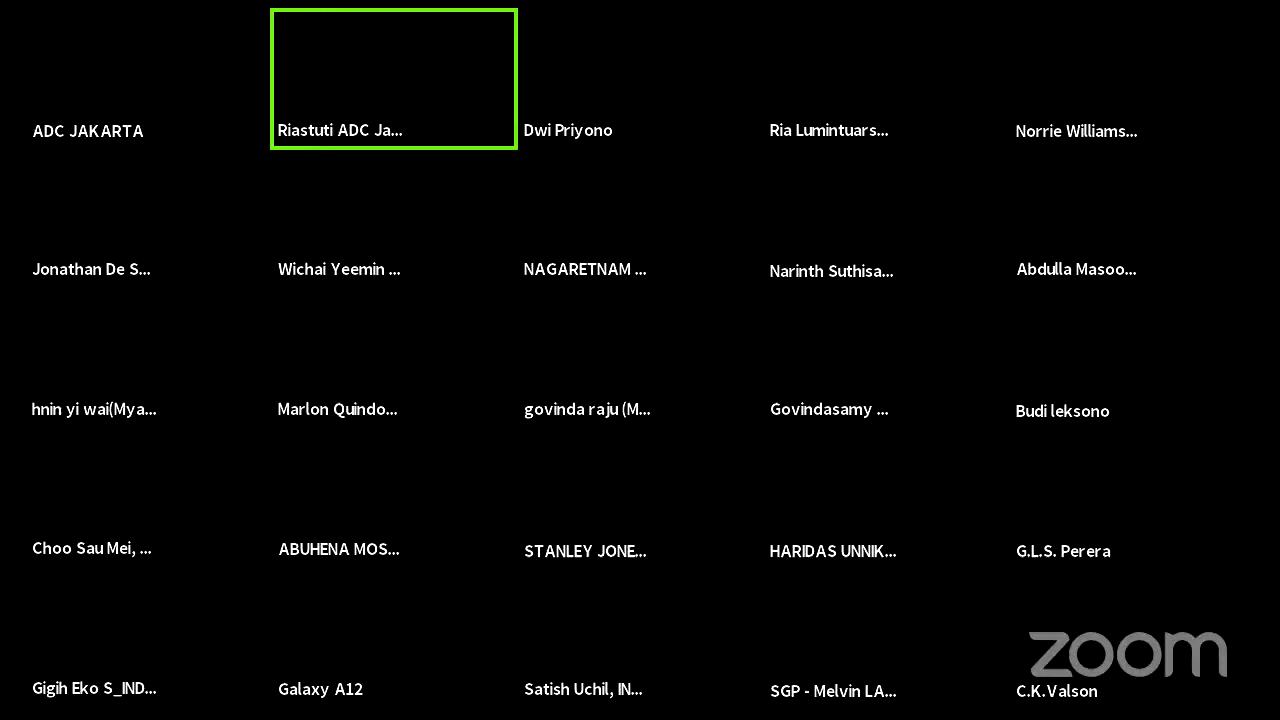 ADC JAKARTA
Riastuti ADC Ja...
Dwi Priyono
Ria Lumintuars...
Norrie Williams...
Jonathan De S...
Wichai Yeemin ...
NAGARETNAM ...
Narinth Suthisa...
Abdulla Masoo...
hnin yi wai(Mya...
Marlon Quindo...
govinda raju (M...
Govindasamy ...
Budi leksono
Choo Sau Mei, ...
ABUHENA MOS...
STANLEY JONE...
HARIDAS UNNIK...
G.L.S. Perera
Gigih Eko S_IND...
Galaxy A12
Satish Uchil, IN...
SGP - Melvin LA...
C.K.Valson
zoom